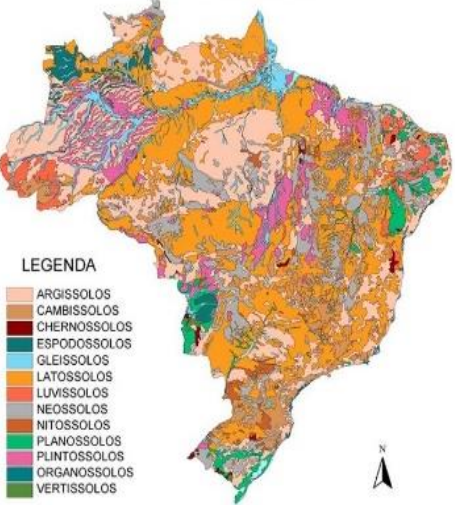 LEGENDA
ARGISSOLOS
CAMBISSOLOS
CHERNOSSOLOS
ESPODOSSOLOS
GLEISSOLOS
LATOSSOLOS
LUVISSOLOS
NEOSSOLOS
NITOSSOLOS
PLANOSSOLOS
PLINTOSSOLOS
ORGANOSSOLOS
VERTISSOLOS
N